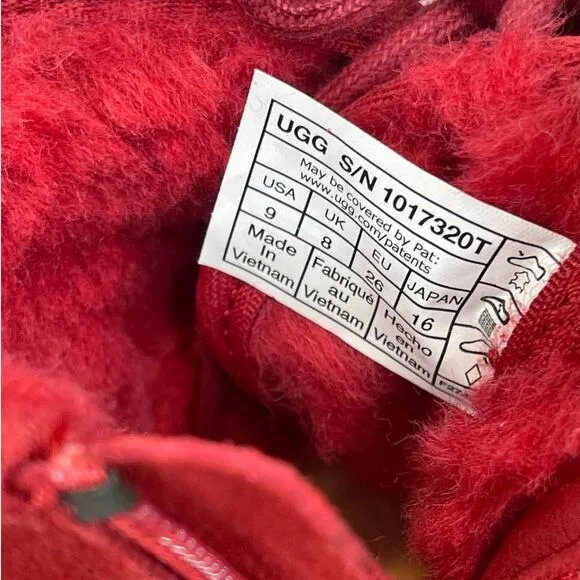 UGG S/N 1017320T
May be covered by Pat:
www.ugg.com/patents
USA UK EU JAPAN
9 8 26 16
Made in Vietnam
Fabriqué au Vietnam
Hecho en Vietnam